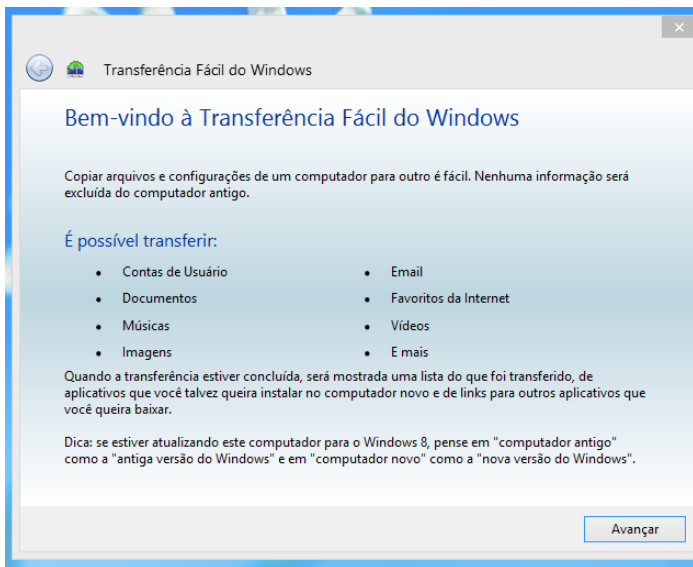 Transferência Fácil do Windows
Bem-vindo à Transferência Fácil do Windows
Copiar arquivos e configurações de um computador para outro é fácil. Nenhuma informação será
excluída do computador antigo.
É possível transferir:
• Contas de Usuário
• Email
• Documentos
• Favoritos da Internet
• Músicas
• Vídeos
• Imagens
• E mais
Quando a transferência estiver concluída, será mostrada uma lista do que foi transferido, de
aplicativos que você talvez queira instalar no computador novo e de links para outros aplicativos que
você queira baixar.
Dica: se estiver atualizando este computador para o Windows 8, pense em "computador antigo"
como a "antiga versão do Windows" e em "computador novo" como a "nova versão do Windows".
Avançar